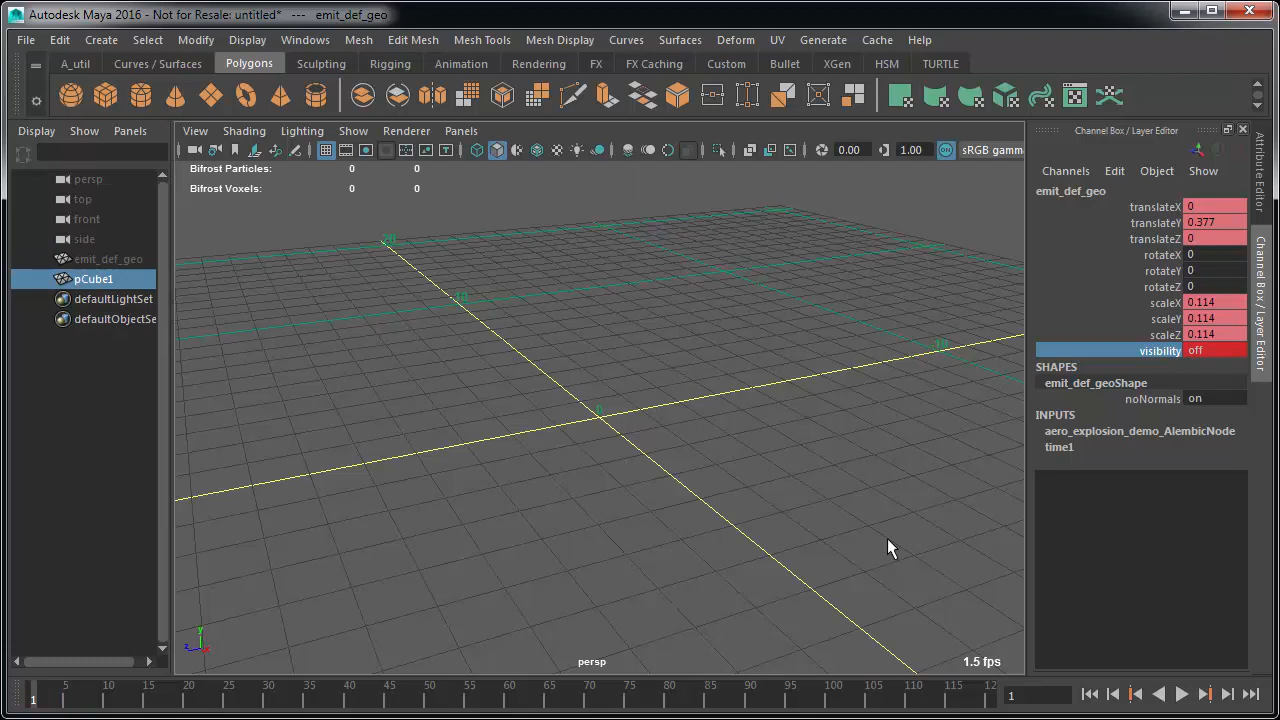 Autodesk Maya 2016 - Not for Resale: untitled*   ---   emit_def_geo
File Edit Create Select Modify Display Windows Mesh Edit Mesh Mesh Tools Mesh Display Curves Surfaces Deform UV Generate Cache Help
A_util Curves / Surfaces Polygons Sculpting Rigging Animation Rendering FX FX Caching Custom Bullet XGen HSM TURTLE
Display Show Panels
View Shading Lighting Show Renderer Panels
0.00 1.00 ON sRGB gamm
Bifrost Particles: 0 0
Bifrost Voxels: 0 0
persp
top
front
side
emit_def_geo
pCube1
defaultLightSet
defaultObjectSe
20
10
0
-10
y
z
x
persp
1.5 fps
Channel Box / Layer Editor
Channels Edit Object Show
emit_def_geo
translateX 0
translateY 0.377
translateZ 0
rotateX 0
rotateY 0
rotateZ 0
scaleX 0.114
scaleY 0.114
scaleZ 0.114
visibility off
SHAPES
emit_def_geoShape
noNormals on
INPUTS
aero_explosion_demo_AlembicNode
time1
Attribute Editor
Channel Box / Layer Editor
1 5 10 15 20 25 30 35 40 45 50 55 60 65 70 75 80 85 90 95 100 105 110 115 12
1